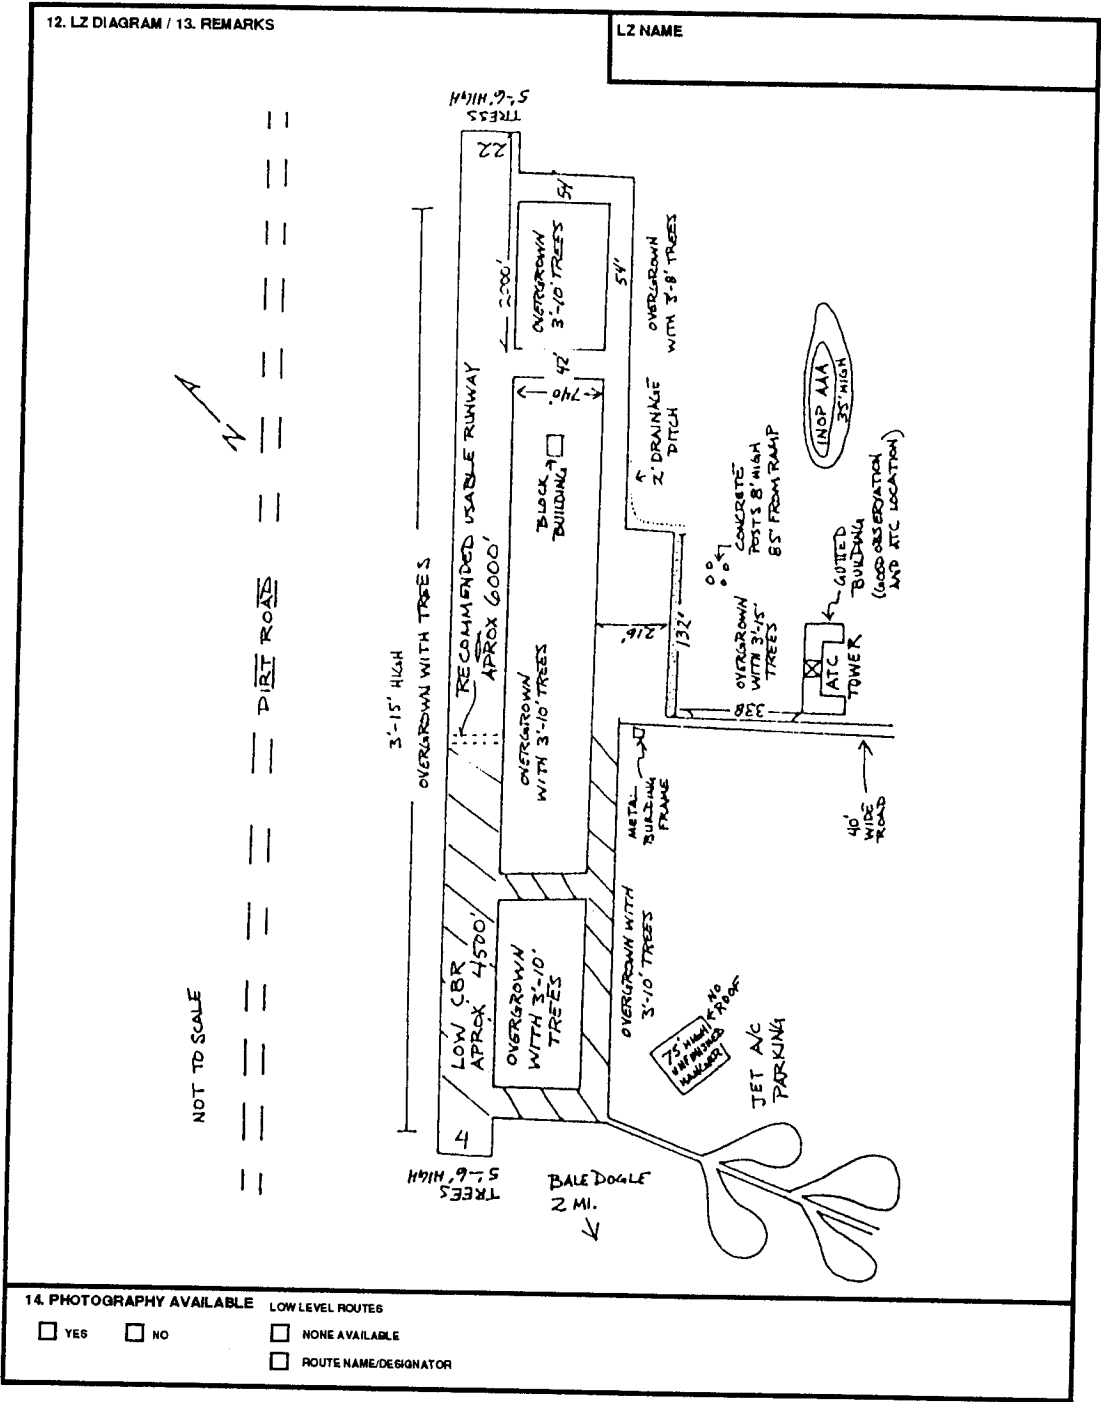 12. LZ DIAGRAM / 13. REMARKS
LZ NAME
TRESS
5'-6' HIGH
22
54'
2000'
OVERGROWN
3'-10' TREES
54'
OVERGROWN
WITH 3'-8' TREES
42'
740'
RECOMMENDED USABLE RUNWAY
APROX 6000'
BLOCK
BUILDING
2' DRAINAGE
DITCH
INOP AAA
35' HIGH
CONCRETE
POSTS 8' HIGH
85' FROM RAMP
GUTTED
BUILDING
(GOOD OBSERVATION
AND ATC LOCATION)
N
DIRT ROAD
3'-15' HIGH
OVERGROWN WITH TREES
OVERGROWN
WITH 3'-10' TREES
216'
132'
OVERGROWN
WITH 3'-15'
TREES
ATC
TOWER
338
METAL
BUILDING
FRAME
40'
WIDE
ROAD
LOW CBR
APROX 4500'
OVERGROWN
WITH 3'-10'
TREES
OVERGROWN WITH
3'-10' TREES
75' HIGH
UNFINISHED
HANGAR
NO
ROOF
JET A/C
PARKING
NOT TO SCALE
4
TREES
5'-6' HIGH
BALE DOGLE
2 MI.
14. PHOTOGRAPHY AVAILABLE
YES
NO
LOW LEVEL ROUTES
NONE AVAILABLE
ROUTE NAME/DESIGNATOR